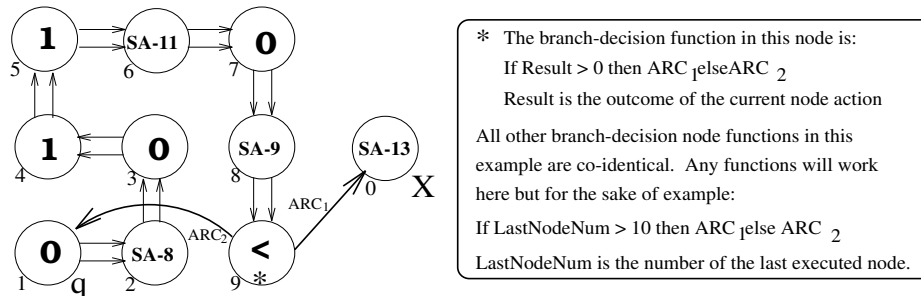 1 SA-11 0
5 6 7
1 0 SA-9 SA-13
4 3 8 0 X
ARC1
0 SA-8 ARC2 <
1 q 2 9 *
* The branch-decision function in this node is:
If Result > 0 then ARC 1elseARC 2
Result is the outcome of the current node action
All other branch-decision node functions in this
example are co-identical. Any functions will work
here but for the sake of example:
If LastNodeNum > 10 then ARC 1else ARC 2
LastNodeNum is the number of the last executed node.